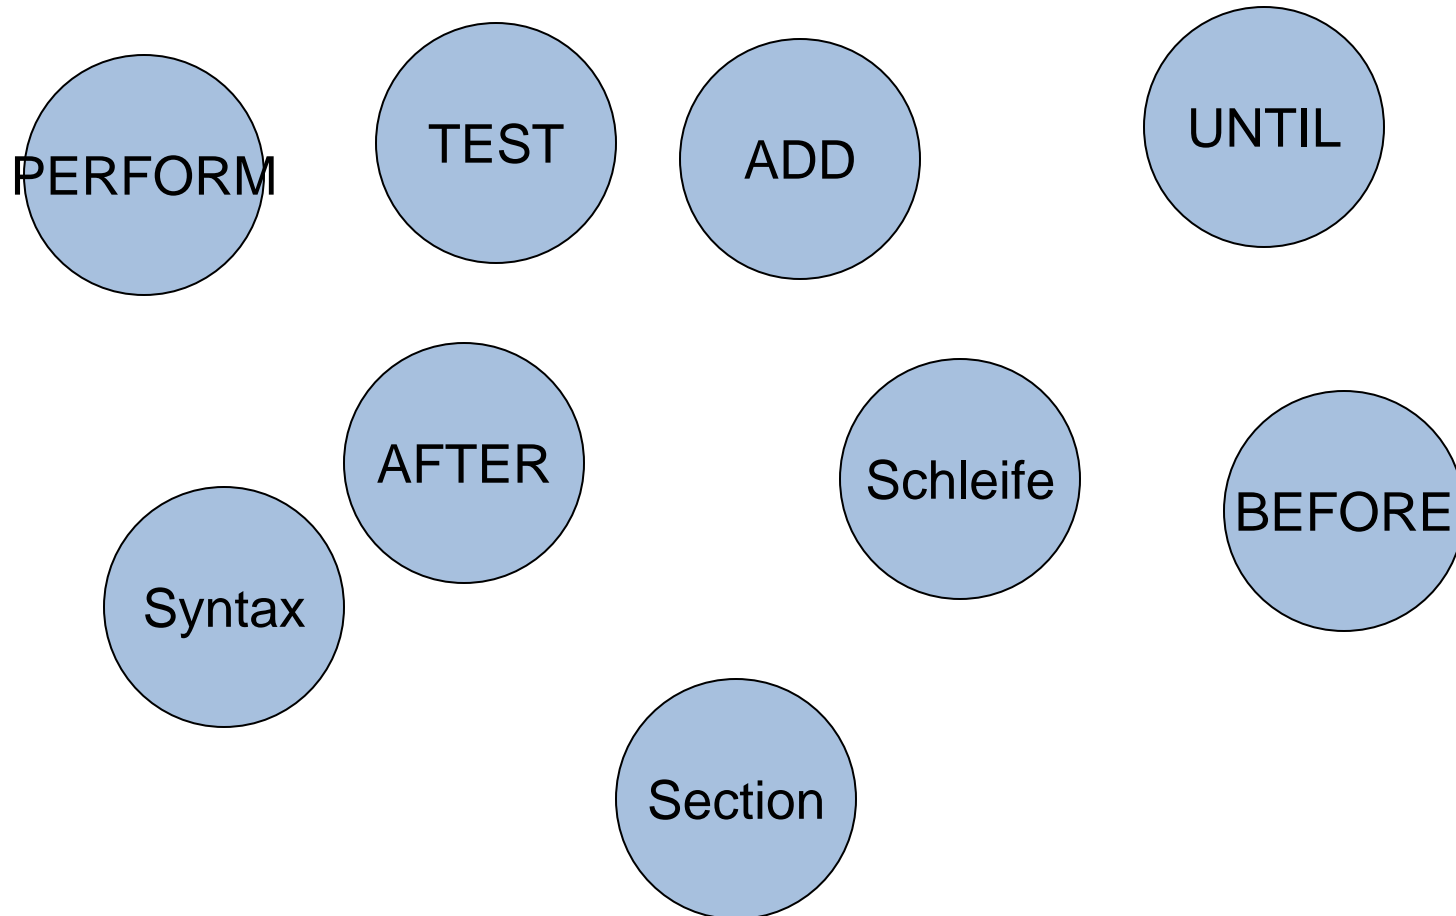 PERFORM
TEST
ADD
UNTIL
AFTER
Schleife
BEFORE
Syntax
Section